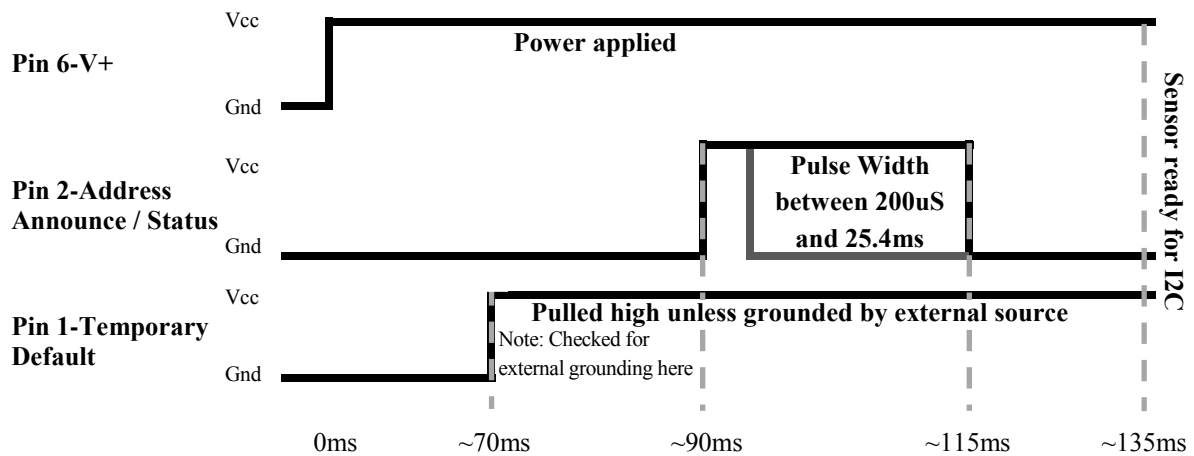 Vcc
Power applied
Pin 6-V+
Gnd
Vcc
Pin 2-Address
Announce / Status
Gnd
Pulse Width
between 200uS
and 25.4ms
Vcc
Pulled high unless grounded by external source
Pin 1-Temporary
Default
Note: Checked for
external grounding here
Gnd
Sensor ready for I2C
0ms
~70ms
~90ms
~115ms
~135ms